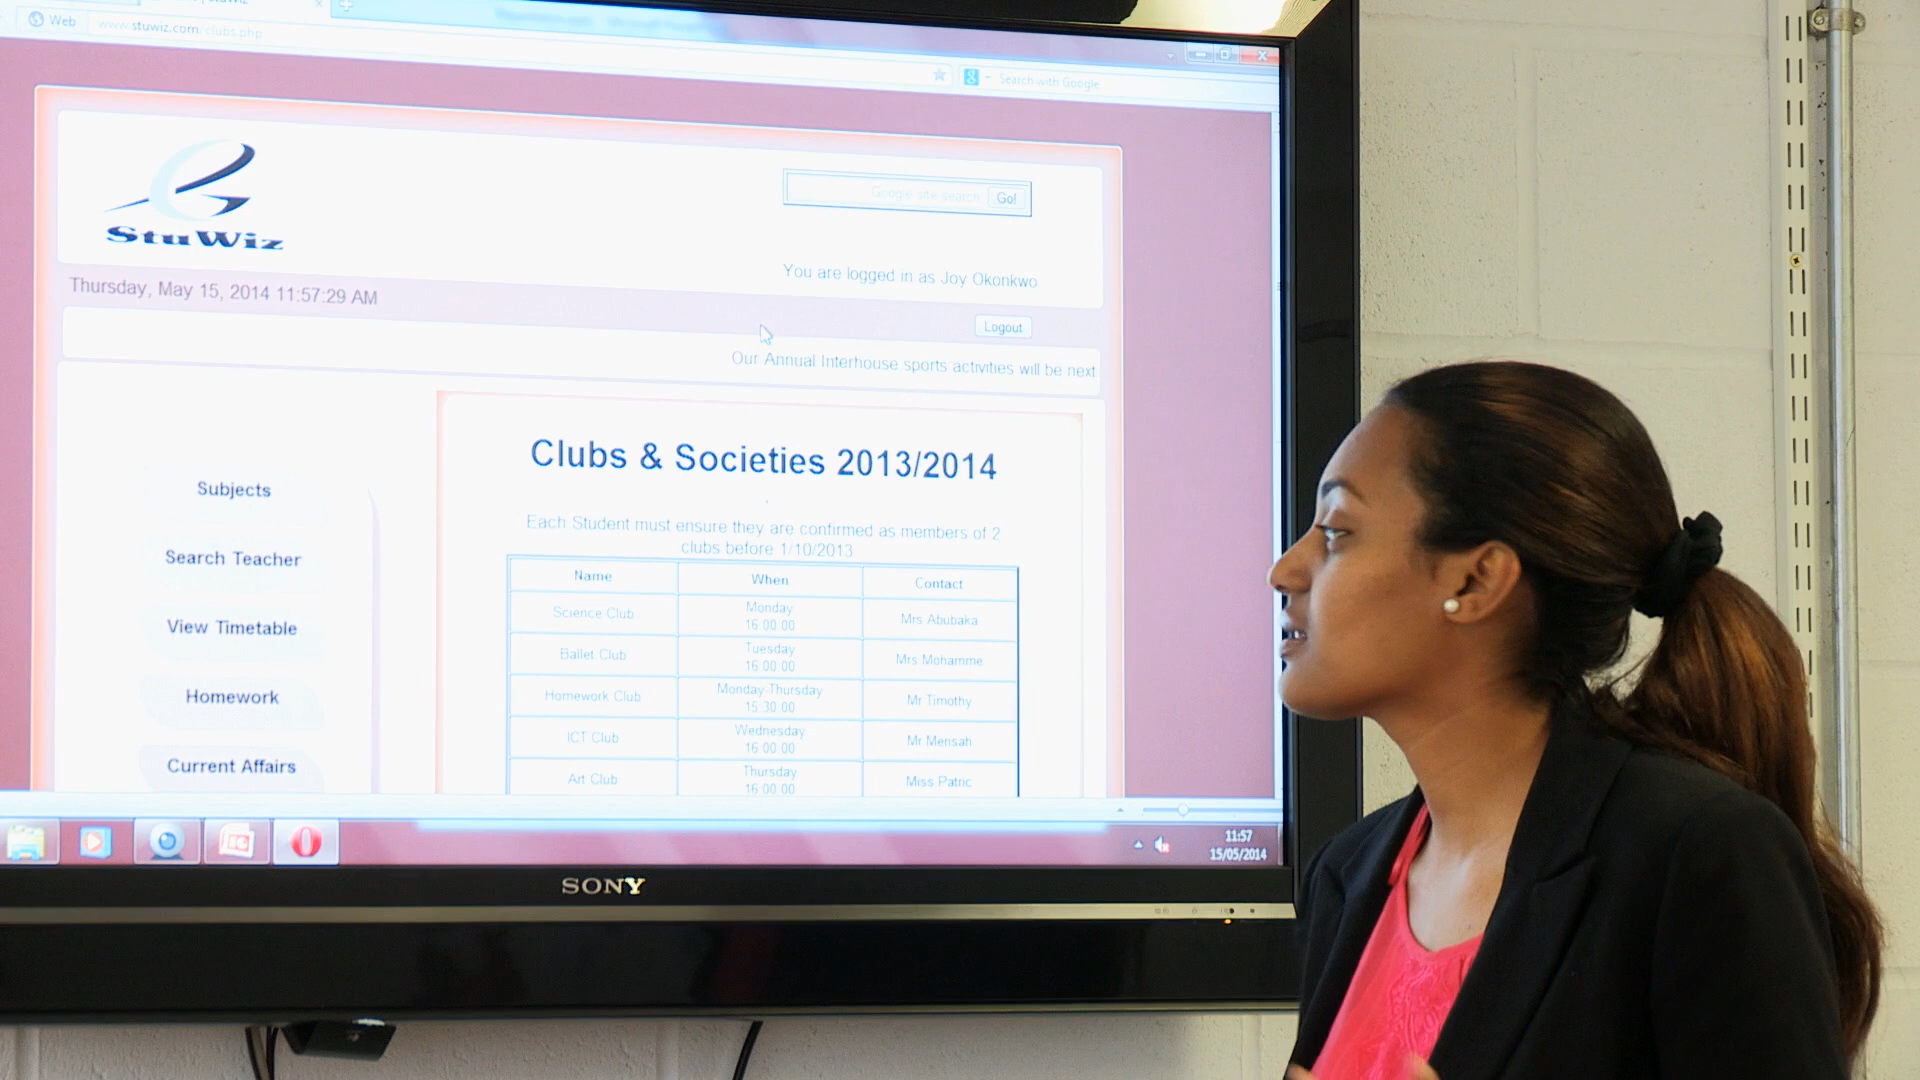 Web
www.stuwiz.com/clubs.php
Search with Google
Google site search
Go!
StuWiz
You are logged in as Joy Okonkwo
Thursday, May 15, 2014 11:57:29 AM
Logout
Our Annual Interhouse sports activities will be next
Clubs & Societies 2013/2014
Each Student must ensure they are confirmed as members of 2
clubs before 1/10/2013
Subjects
Search Teacher
View Timetable
Homework
Current Affairs
Name When Contact
Science Club Monday 16:00:00 Mrs Abubaka
Ballet Club Tuesday 16:00:00 Mrs Mohamme
Homework Club Monday-Thursday 15:30:00 Mr Timothy
ICT Club Wednesday 16:00:00 Mr Mensah
Art Club Thursday 16:00:00 Miss Patric
11:57
15/05/2014
SONY